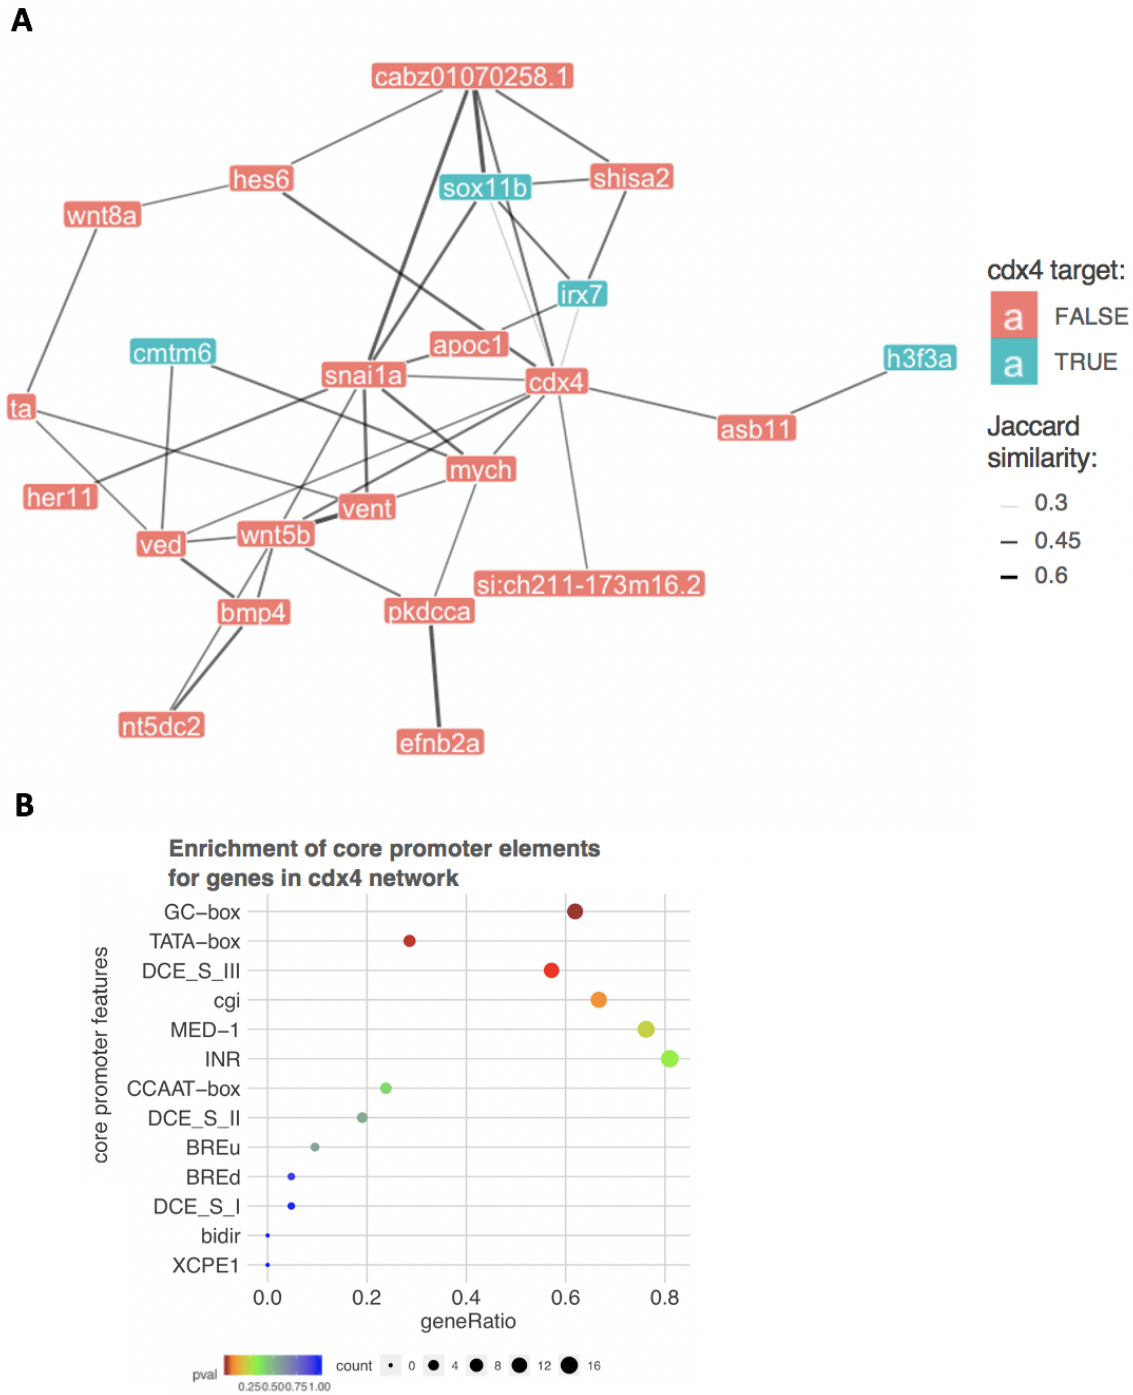 A
cabz01070258.1
hes6
sox11b
shisa2
wnt8a
irx7
cdx4 target:
a FALSE
a TRUE
cmtm6
apoc1
h3f3a
snai1a
cdx4
ta
asb11
Jaccard
similarity:
0.3
0.45
0.6
her11
mych
vent
ved
wnt5b
si:ch211-173m16.2
bmp4
pkdcca
nt5dc2
efnb2a
B
Enrichment of core promoter elements
for genes in cdx4 network
core promoter features
GC-box
TATA-box
DCE_S_III
cgi
MED-1
INR
CCAAT-box
DCE_S_II
BREu
BREd
DCE_S_I
bidir
XCPE1
0.0 0.2 0.4 0.6 0.8
geneRatio
pval 0.250.500.751.00
count 0 4 8 12 16